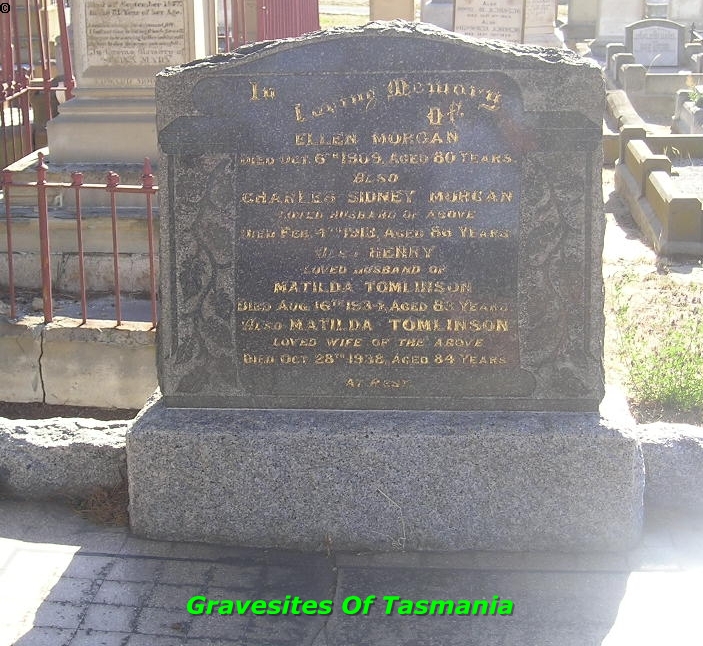 ©
In
Loving Memory
Of
ELLEN MORGAN
DIED OCT. 6TH 1909, AGED 80 YEARS
ALSO
CHARLES SIDNEY MORGAN
LOVED HUSBAND OF ABOVE
DIED FEB. 4TH AGED YEARS
ALSO HENRY
LOVED HUSBAND OF
MATILDA TOMLINSON
DIED AUG 16TH AGED 83 YEARS
ALSO MATILDA TOMLINSON
LOVED WIFE OF THE ABOVE
DIED OCT 28TH 1938, AGED 84 YEARS
AT REST
Gravesites Of Tasmania